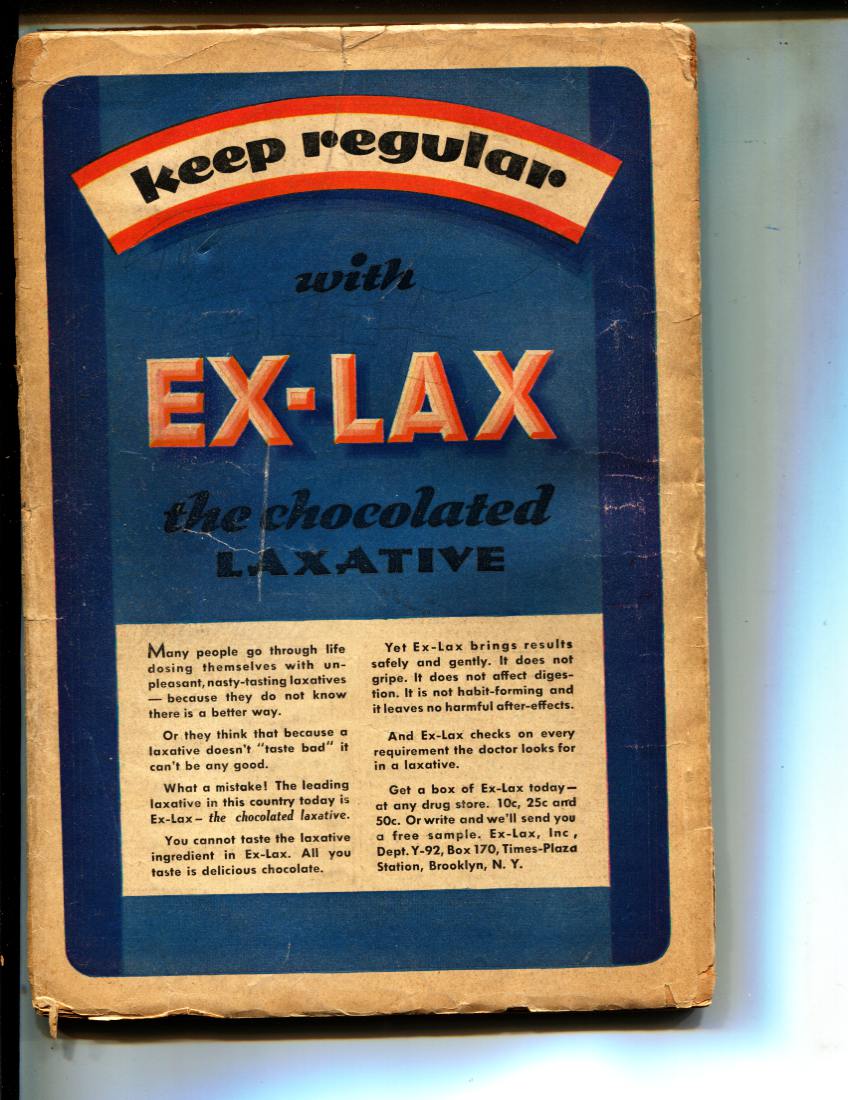 keep regular
with
EX-LAX
the chocolated
LAXATIVE
Many people go through life
dosing themselves with un-
pleasant, nasty-tasting laxatives
— because they do not know
there is a better way.
Or they think that because a
laxative doesn't "taste bad" it
can't be any good.
What a mistake! The leading
laxative in this country today is
Ex-Lax – the chocolated laxative.
You cannot taste the laxative
ingredient in Ex-Lax. All you
taste is delicious chocolate.
Yet Ex-Lax brings results
safely and gently. It does not
gripe. It does not affect diges-
tion. It is not habit-forming and
it leaves no harmful after-effects.
And Ex-Lax checks on every
requirement the doctor looks for
in a laxative.
Get a box of Ex-Lax today—
at any drug store. 10c, 25c and
50c. Or write and we'll send you
a free sample. Ex-Lax, Inc,
Dept. Y-92, Box 170, Times-Plaza
Station, Brooklyn, N. Y.